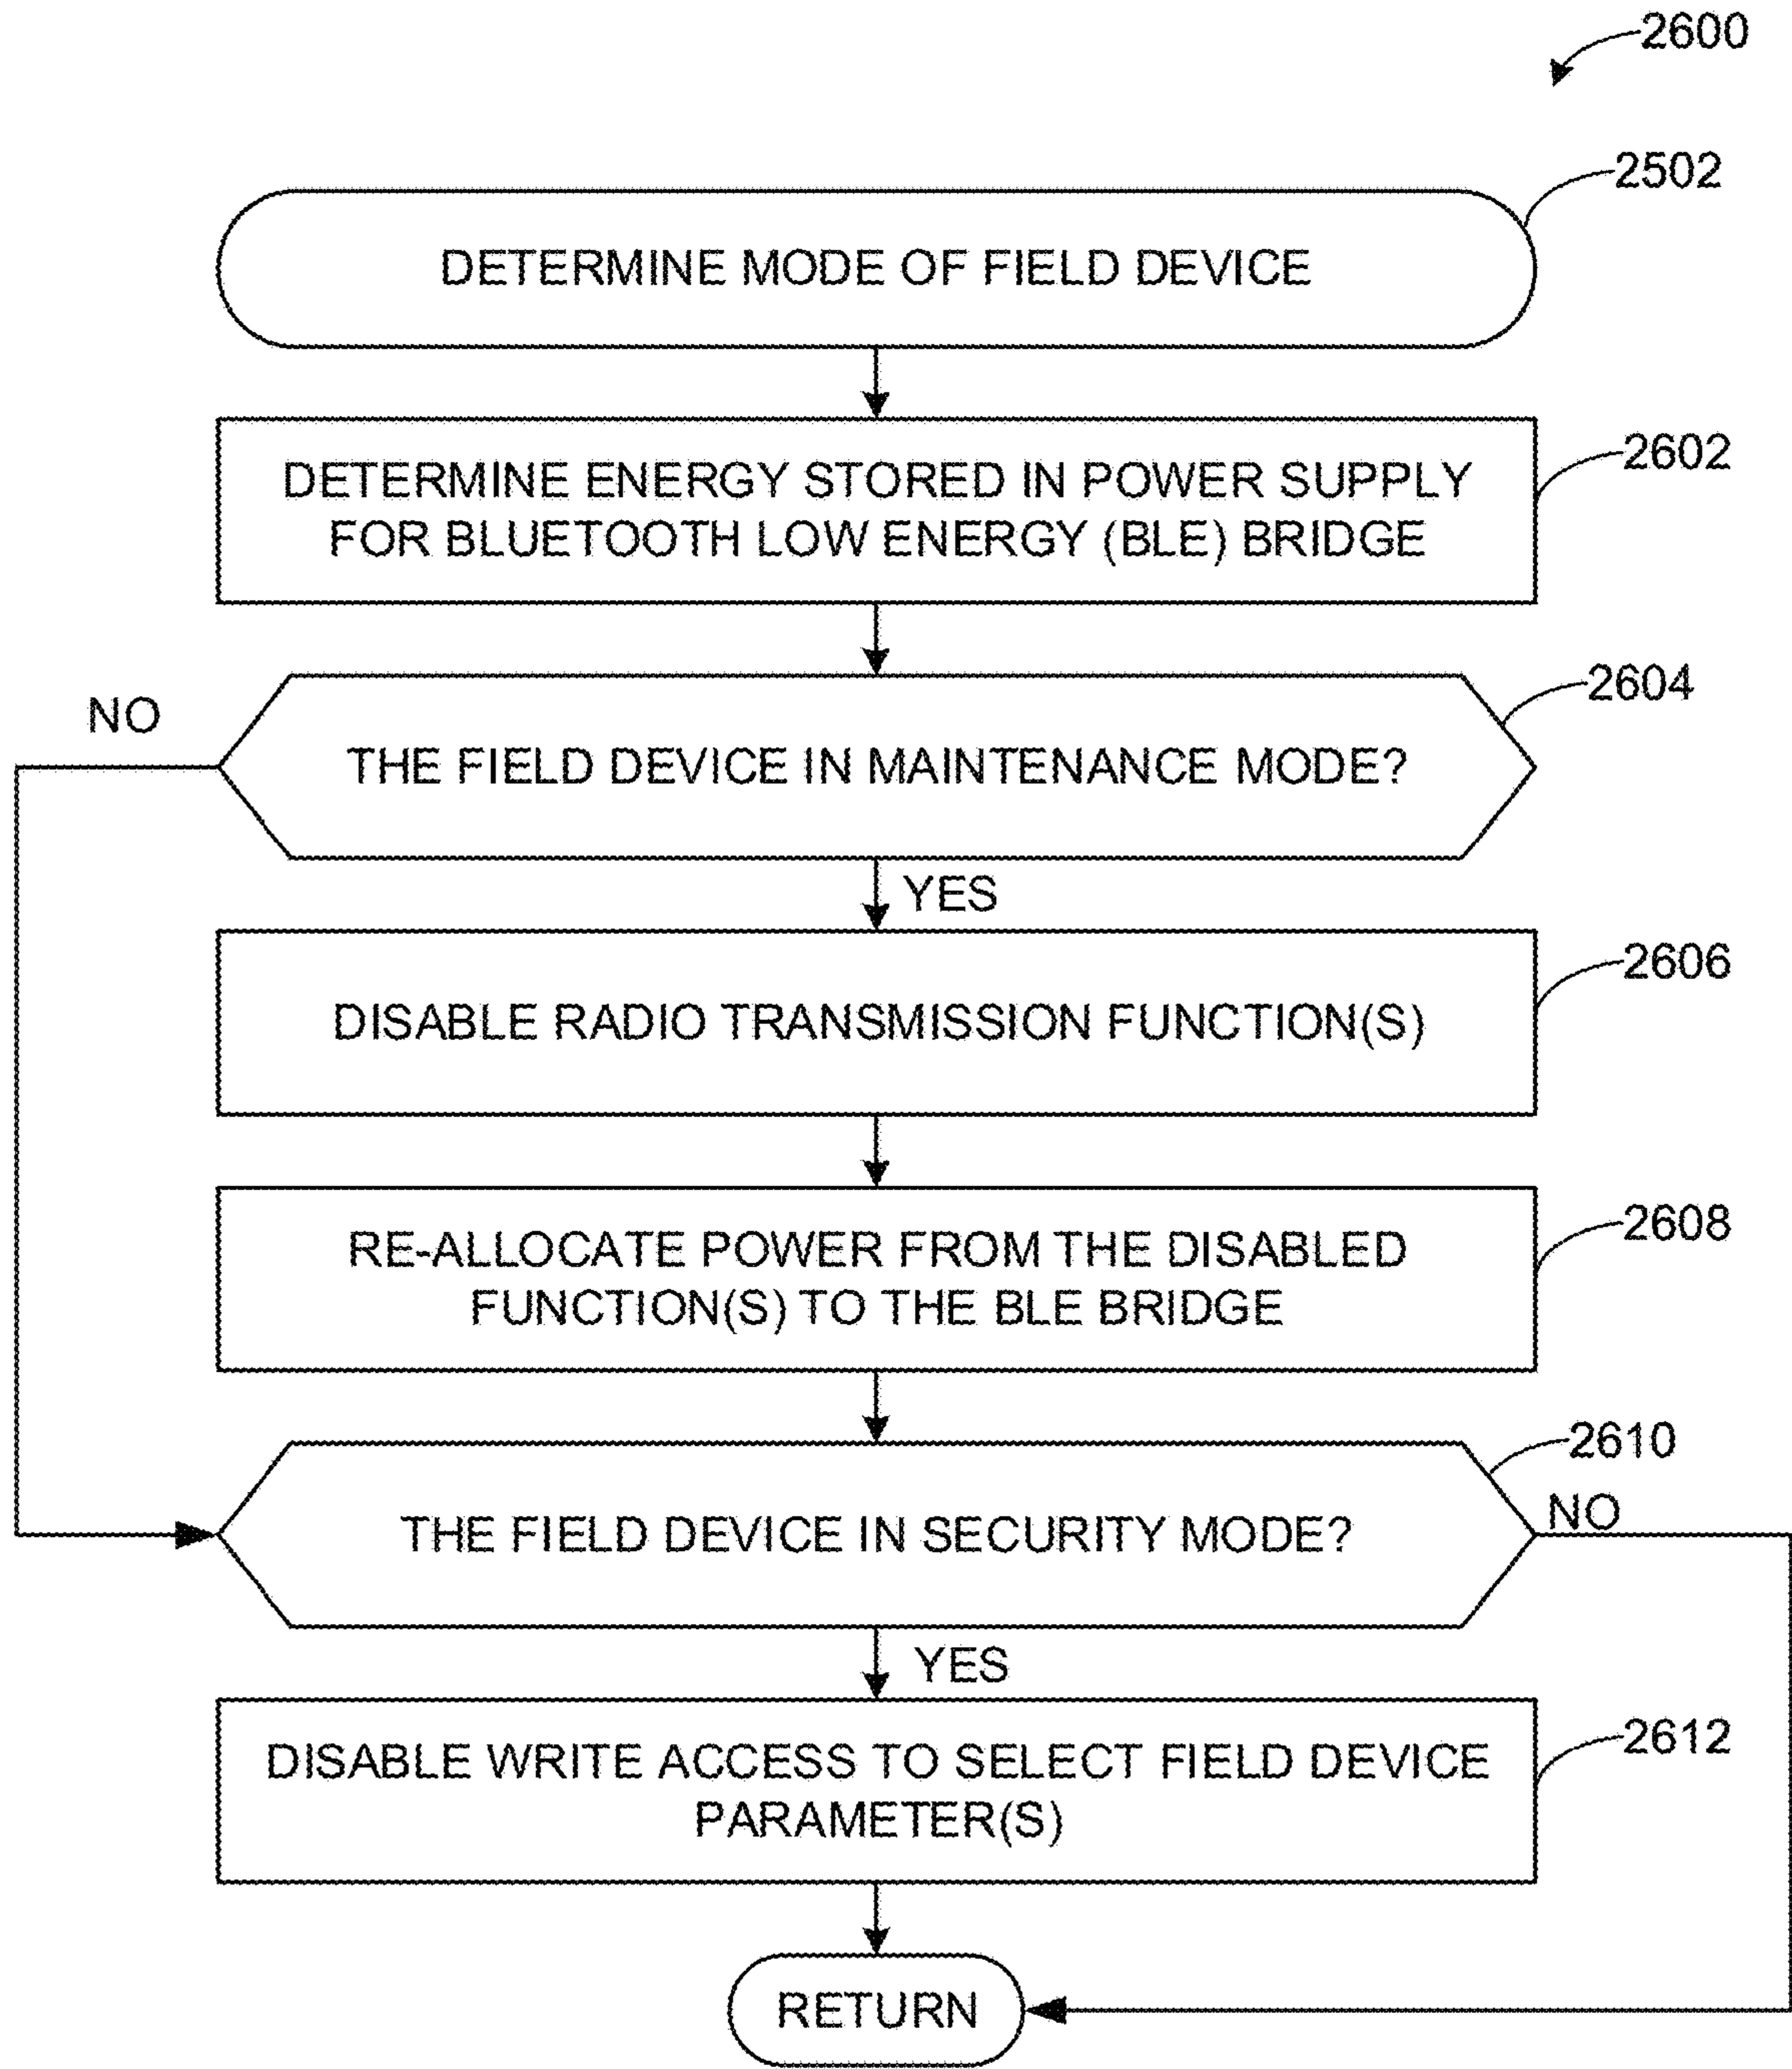 2600
2502
DETERMINE MODE OF FIELD DEVICE
2602
DETERMINE ENERGY STORED IN POWER SUPPLY
FOR BLUETOOTH LOW ENERGY (BLE) BRIDGE
2604
NO
THE FIELD DEVICE IN MAINTENANCE MODE?
YES
2606
DISABLE RADIO TRANSMISSION FUNCTION(S)
2608
RE-ALLOCATE POWER FROM THE DISABLED
FUNCTION(S) TO THE BLE BRIDGE
2610
THE FIELD DEVICE IN SECURITY MODE?
NO
YES
2612
DISABLE WRITE ACCESS TO SELECT FIELD DEVICE
PARAMETER(S)
RETURN